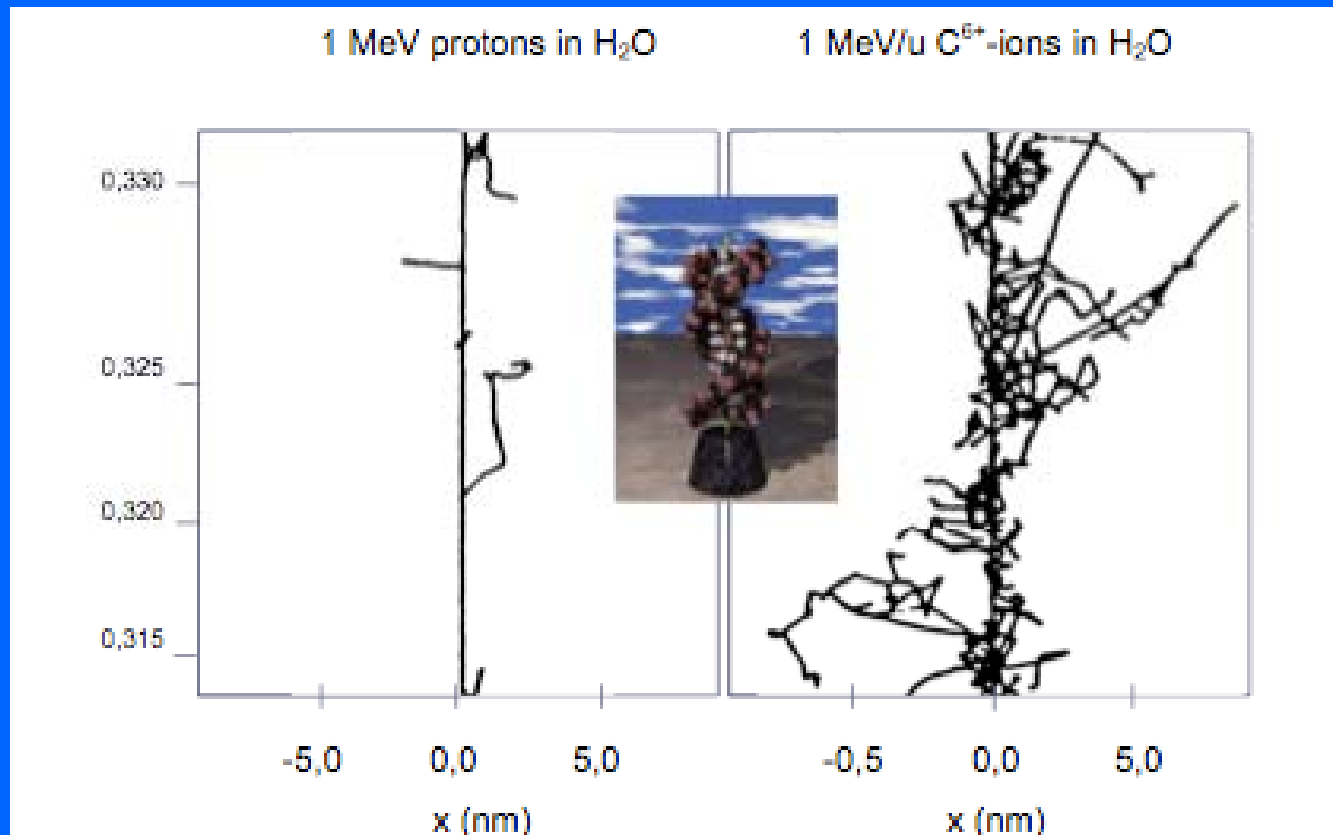 1 MeV protons in H₂O
1 MeV/u C⁶⁺-ions in H₂O
0,330
0,325
0,320
0,315
-5,0 0,0 5,0
-0,5 0,0 5,0
x (nm)
x (nm)